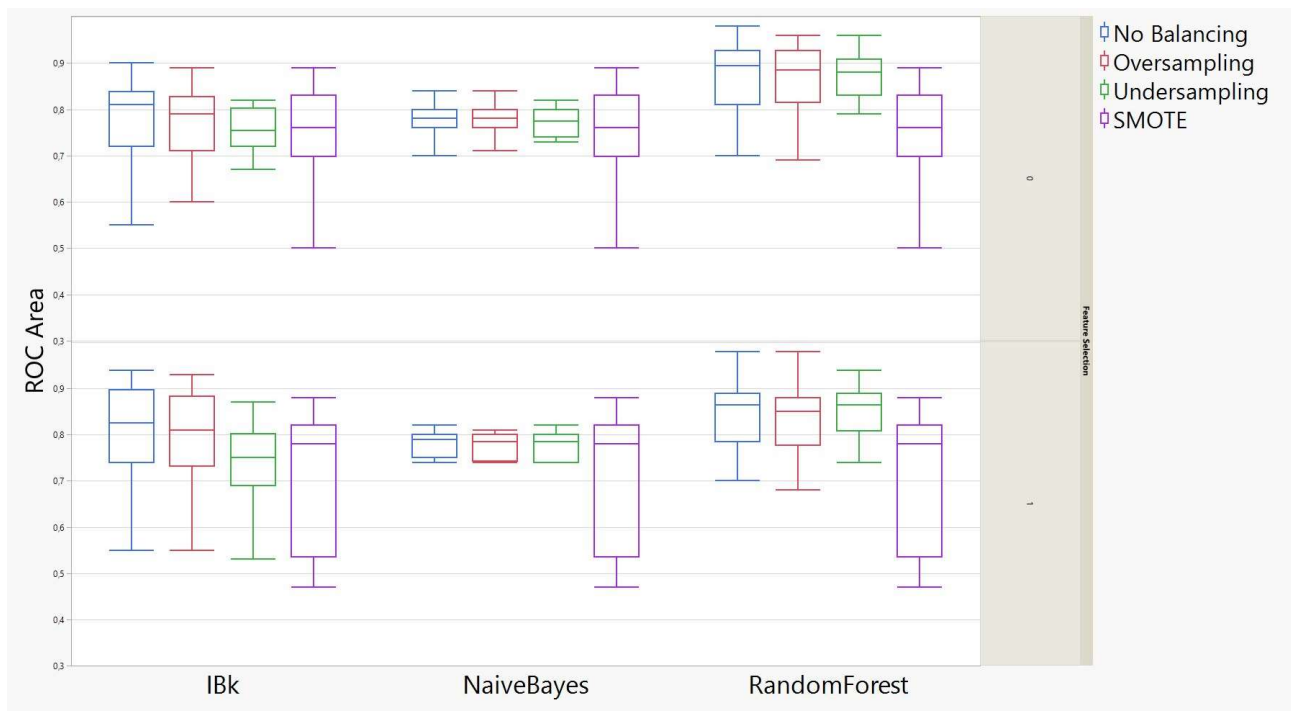 No Balancing
Oversampling
Undersampling
SMOTE
ROC Area
0,9
0,8
0,7
0,6
0,5
0,4
0,3
0,9
0,8
0,7
0,6
0,5
0,4
0,3
0
1
Feature Selection
IBk NaiveBayes RandomForest